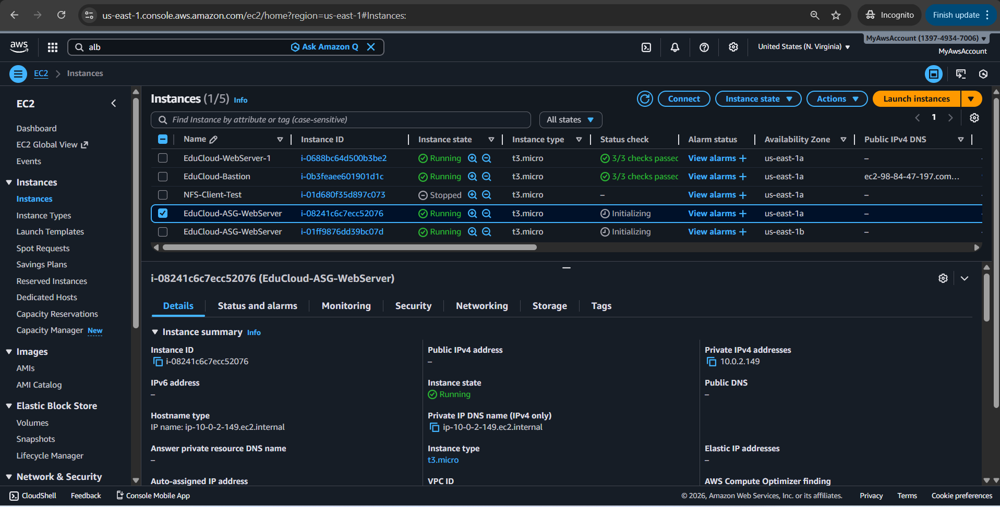 us-east-1.console.aws.amazon.com/ec2/home?region=us-east-1#Instances:
Incognito
Finish update
aws
alb
Ask Amazon Q
United States (N. Virginia)
MyAwsAccount (1397-4934-7006)
MyAwsAccount
EC2
Instances
EC2
Dashboard
EC2 Global View
Events
Instances
Instances
Instance Types
Launch Templates
Spot Requests
Savings Plans
Reserved Instances
Dedicated Hosts
Capacity Reservations
Capacity Manager New
Images
AMIs
AMI Catalog
Elastic Block Store
Volumes
Snapshots
Lifecycle Manager
Network & Security
Instances (1/5) Info
Connect
Instance state
Actions
Launch instances
Find Instance by attribute or tag (case-sensitive)
All states
1
Name Instance ID Instance state Instance type Status check Alarm status Availability Zone Public IPv4 DNS
EduCloud-WebServer-1 i-0688bc64d500b3be2 Running t3.micro 3/3 checks passed View alarms + us-east-1a –
EduCloud-Bastion i-0b3feaee601901d1c Running t3.micro 3/3 checks passed View alarms + us-east-1a ec2-98-84-47-197.com...
NFS-Client-Test i-01d680f35d897c073 Stopped t3.micro – View alarms + us-east-1a –
EduCloud-ASG-WebServer i-08241c6c7ecc52076 Running t3.micro Initializing View alarms + us-east-1a –
EduCloud-ASG-WebServer i-01ff9876dd39bc07d Running t3.micro Initializing View alarms + us-east-1b –
i-08241c6c7ecc52076 (EduCloud-ASG-WebServer)
Details
Status and alarms
Monitoring
Security
Networking
Storage
Tags
Instance summary Info
Instance ID
i-08241c6c7ecc52076
Public IPv4 address
–
Private IPv4 addresses
10.0.2.149
IPv6 address
–
Instance state
Running
Public DNS
–
Hostname type
IP name: ip-10-0-2-149.ec2.internal
Private IP DNS name (IPv4 only)
ip-10-0-2-149.ec2.internal
Answer private resource DNS name
–
Instance type
t3.micro
Elastic IP addresses
–
Auto-assigned IP address
VPC ID
AWS Compute Optimizer finding
CloudShell
Feedback
Console Mobile App
© 2026, Amazon Web Services, Inc. or its affiliates.
Privacy
Terms
Cookie preferences